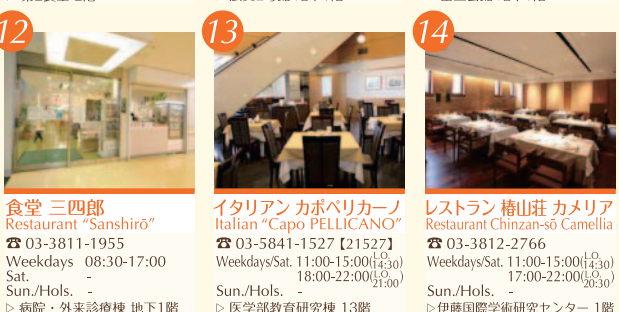 12
食堂 三四郎
Restaurant “Sanshirō”
☎ 03-3811-1955
Weekdays 08:30-17:00
Sat. -
Sun./Hols. -
▷ 病院・外来診療棟 地下1階
13
イタリアン カポペリカーノ
Italian “Capo PELLICANO”
☎ 03-5841-1527【21527】
Weekdays/Sat. 11:00-15:00(L.O. 14:30)
18:00-22:00(L.O. 21:00)
Sun./Hols. -
▷ 医学部教育研究棟 13階
14
レストラン 椿山荘 カメリア
Restaurant Chinzan-sō Camellia
☎ 03-3812-2766
Weekdays/Sat. 11:00-15:00(L.O. 14:30)
17:00-22:00(L.O. 20:30)
Sun./Hols. -
▷伊藤国際学術研究センター 1階